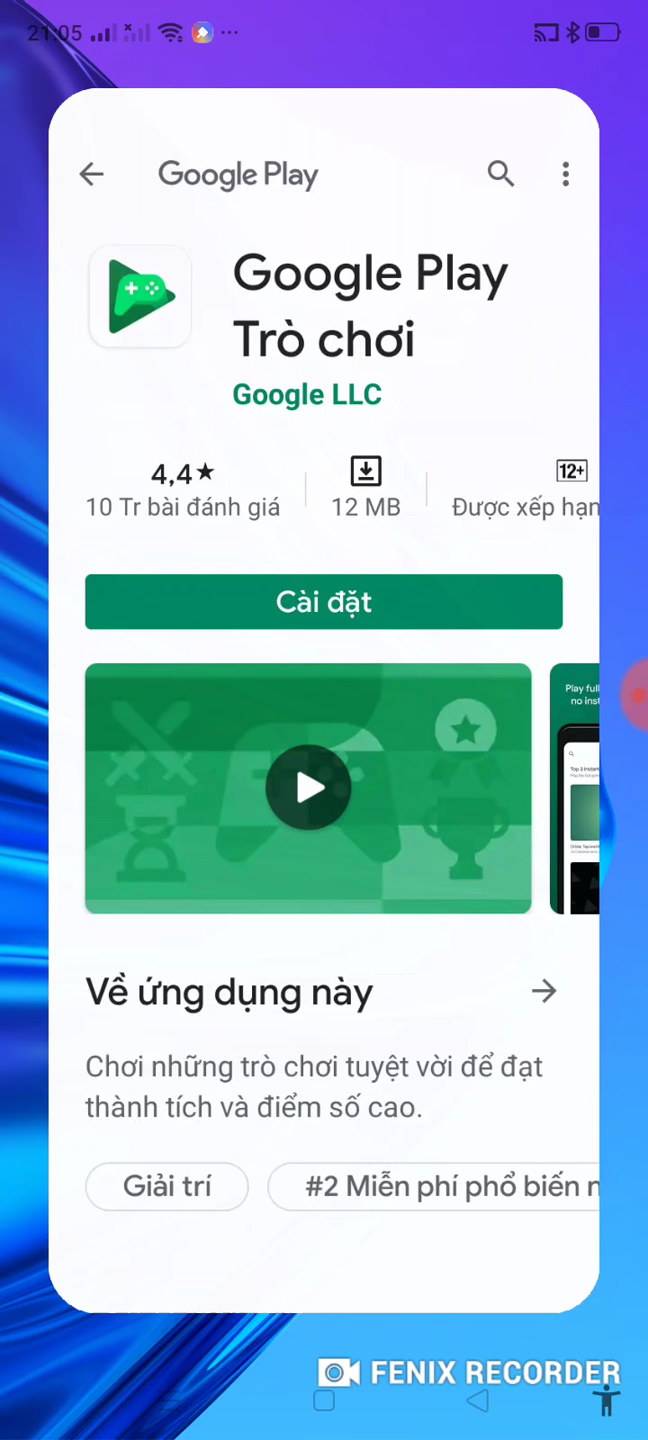 21:05
Google Play
Google Play
Trò chơi
Google LLC
4,4★
12+
10 Tr bài đánh giá
12 MB
Được xếp hạn
Cài đặt
Play full
no inst
Về ứng dụng này
Chơi những trò chơi tuyệt vời để đạt
thành tích và điểm số cao.
Giải trí
#2 Miễn phí phổ biến n
FENIX RECORDER